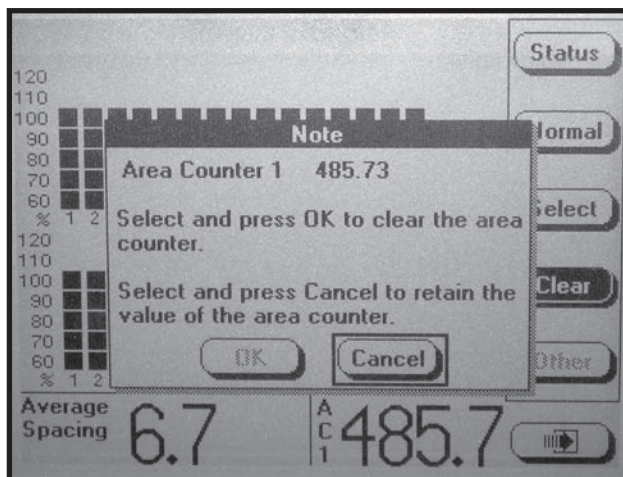 Status
120
110
100
90
80
70
60
% 1 2
Normal
Select
Clear
Other
Note
Area Counter 1 485.73
Select and press OK to clear the area
counter.
Select and press Cancel to retain the
value of the area counter.
OK
Cancel
120
110
100
90
80
70
60
% 1 2
Average
Spacing
6.7
AC1
485.7